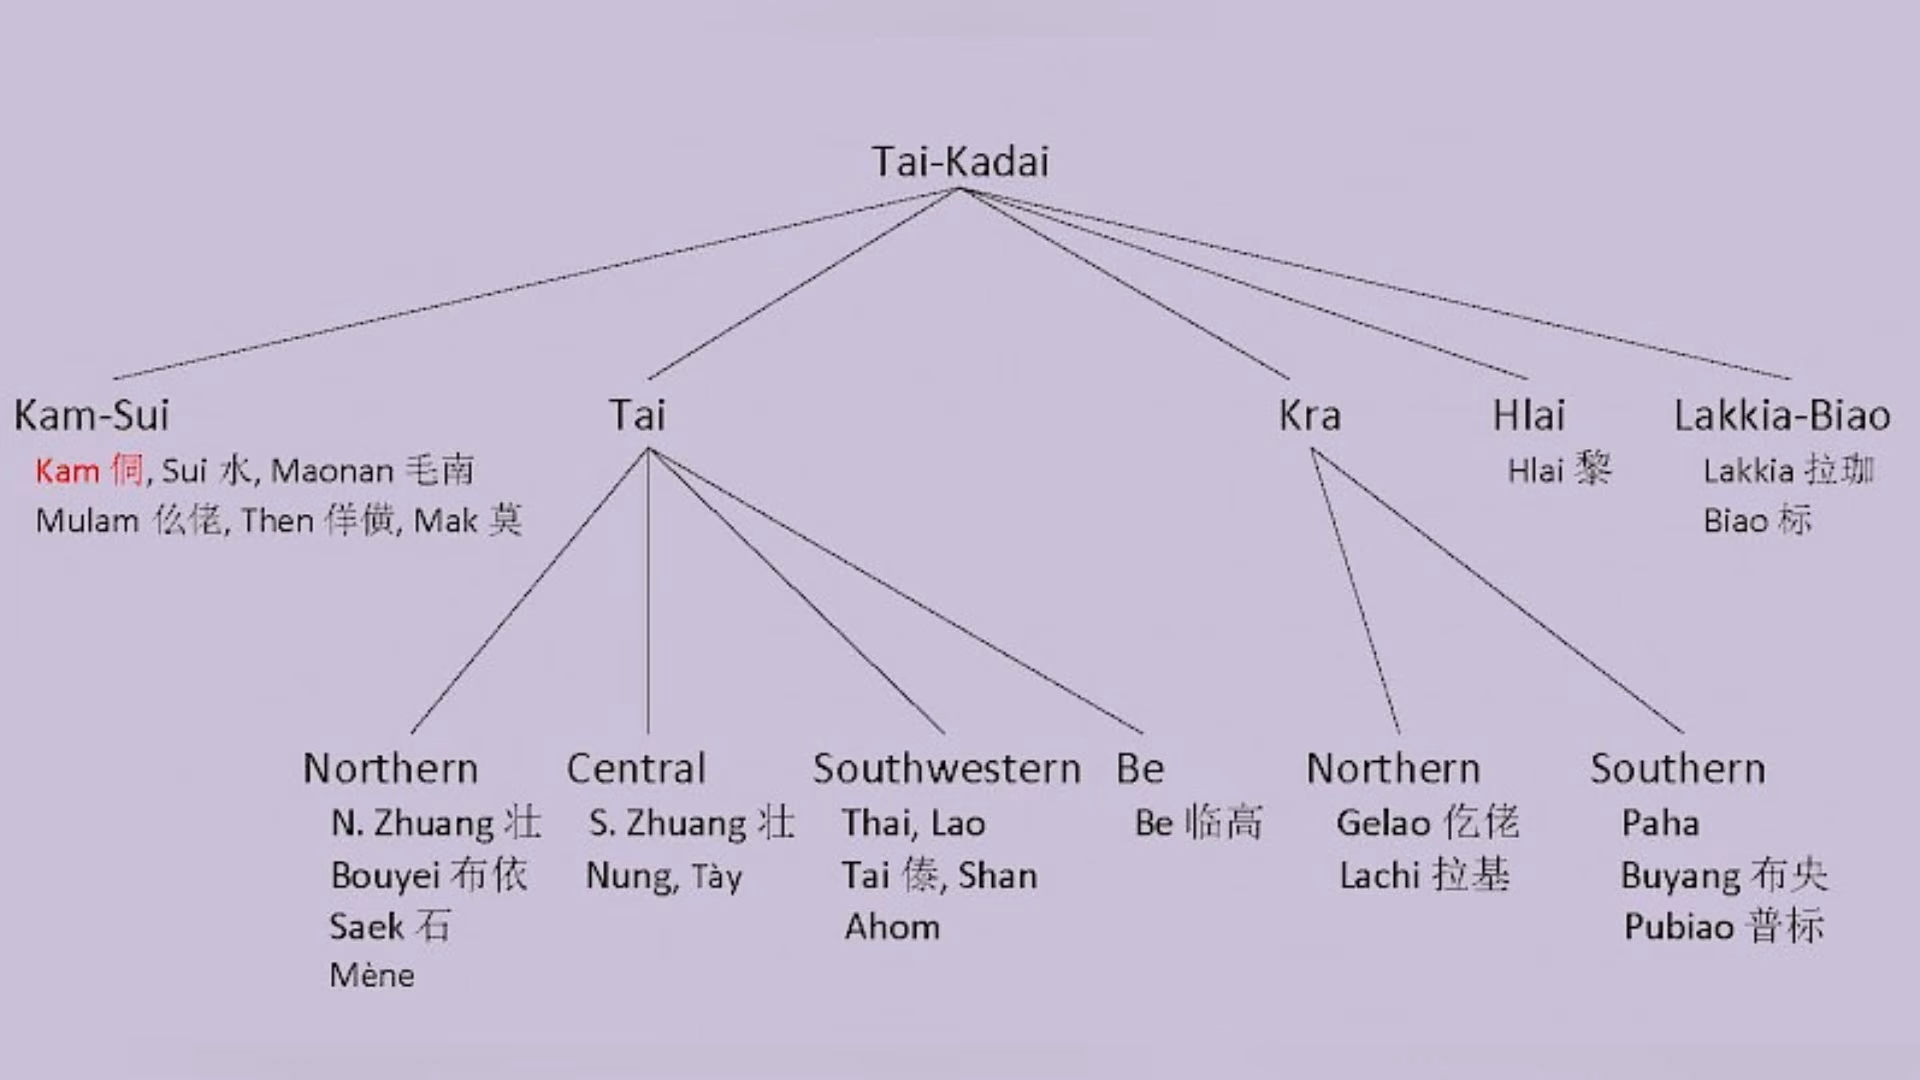 Tai-Kadai
Kam-Sui
Kam 侗, Sui 水, Maonan 毛南
Mulam 仫佬, Then 佯僙, Mak 莫
Tai
Kra
Hlai
Hlai 黎
Lakkia-Biao
Lakkia 拉珈
Biao 标
Northern
N. Zhuang 壮
Bouyei 布依
Saek 石
Mène
Central
S. Zhuang 壮
Nung, Tày
Southwestern
Thai, Lao
Tai 傣, Shan
Ahom
Be
Be 临高
Northern
Gelao 仡佬
Lachi 拉基
Southern
Paha
Buyang 布央
Pubiao 普标